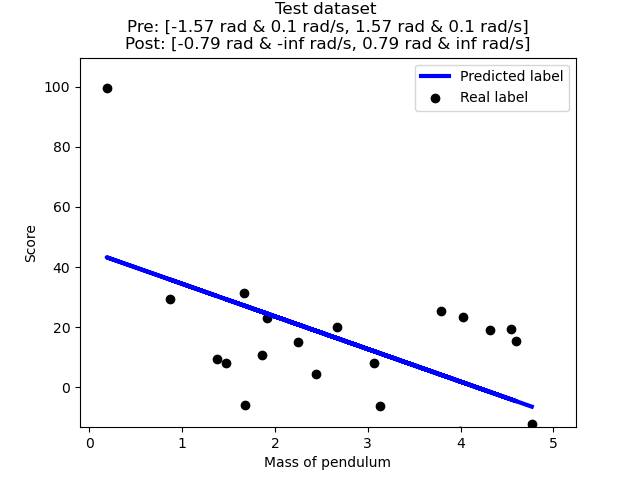 Test dataset
Pre: [-1.57 rad & 0.1 rad/s, 1.57 rad & 0.1 rad/s]
Post: [-0.79 rad & -inf rad/s, 0.79 rad & inf rad/s]
Predicted label
Real label
100
80
60
40
20
0
Score
0 1 2 3 4 5
Mass of pendulum